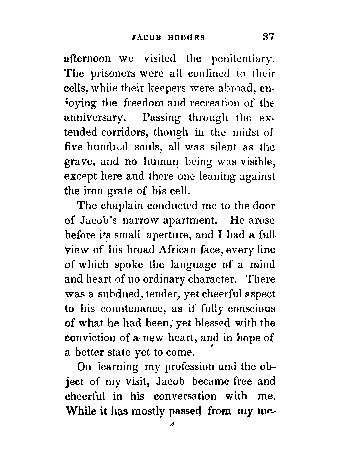 JACOB HODGES 37
afternoon we visited the penitentiary.
The prisoners were all confined to their
cells, while their keepers were abroad, en-
joying the freedom and recreation of the
anniversary. Passing through the ex-
tended corridors, though in the midst of
five hundred souls, all was silent as the
grave, and no human being was visible,
except here and there one leaning against
the iron grate of his cell.
The chaplain conducted me to the door
of Jacob's narrow apartment. He arose
before its small aperture, and I had a full
view of his broad African face, every line
of which spoke the language of a mind
and heart of no ordinary character. There
was a subdued, tender, yet cheerful aspect
to his countenance, as if fully conscious
of what he had been, yet blessed with the
conviction of a new heart, and in hope of
a better state yet to come.
On learning my profession and the ob-
ject of my visit, Jacob became free and
cheerful in his conversation with me.
While it has mostly passed from my me-